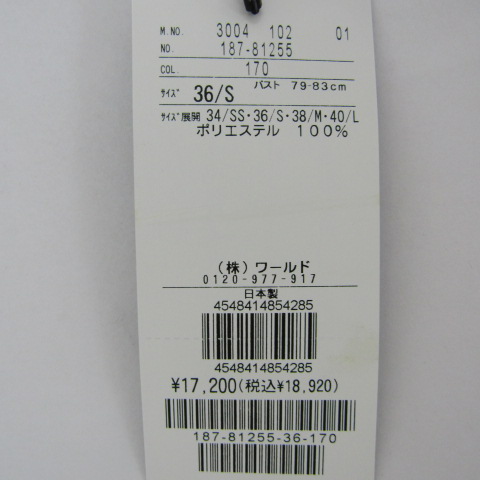 M.NO. 3004 102 01
NO. 187-81255
COL. 170
バスト 79-83cm
サイズ 36/S
サイズ展開 34/SS・36/S・38/M・40/L
ポリエステル 100%
(株)ワールド
0120-977-917
日本製
4548414854285
4548414854285
¥17,200(税込¥18,920)
187-81255-36-170